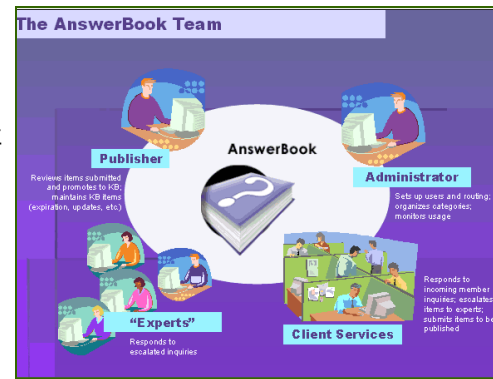 The AnswerBook Team
AnswerBook
Publisher
Reviews items submitted
and promotes to KB;
maintains KB items
(expiration, updates, etc.)
Administrator
Sets up users and routing;
organizes categories;
monitors usage
"Experts"
Responds to
escalated inquiries
Client Services
Responds to
incoming member
inquiries; escalates
items to experts;
submits items to be
published